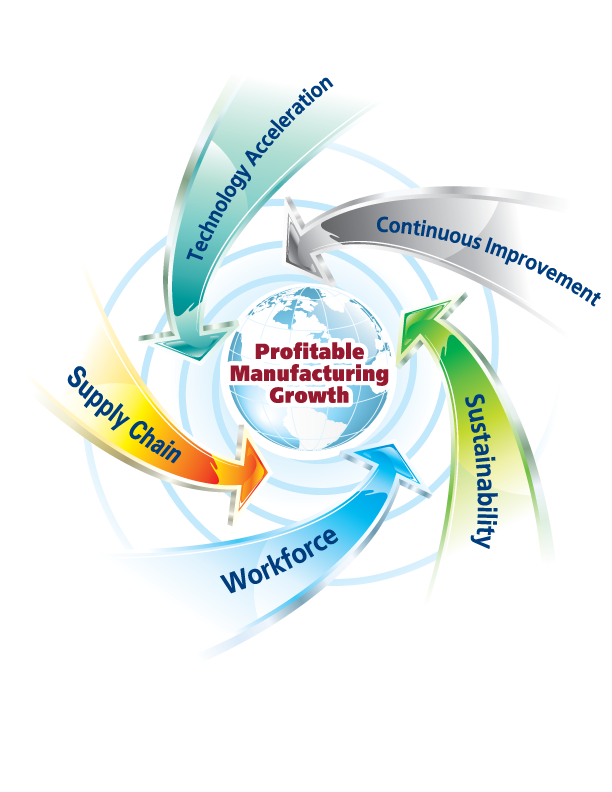 Technology Acceleration
Continuous Improvement
Profitable
Manufacturing
Growth
Supply Chain
Sustainability
Workforce